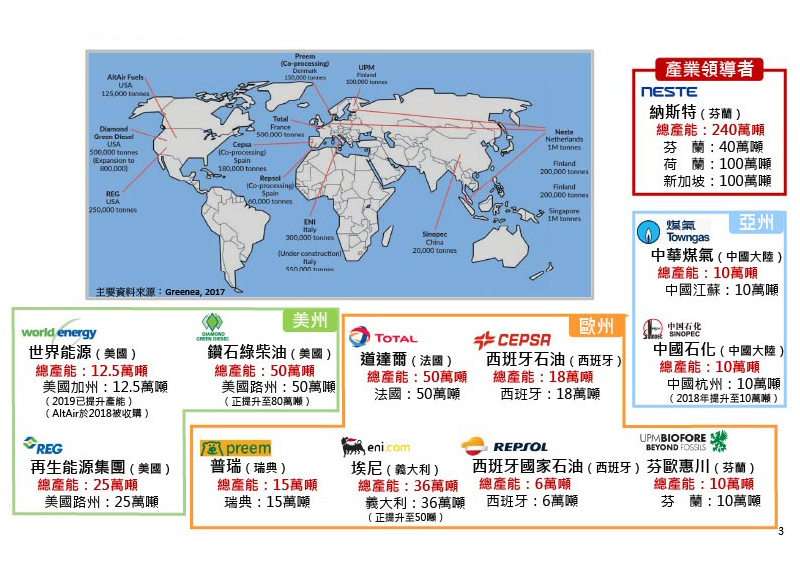 Preem
(Co-processing)
Denmark
150,000 tonnes
UPM
Finland
100,000 tonnes
AltAir Fuels
USA
125,000 tonnes
Diamond
Green Diesel
USA
500,000 tonnes
(Expansion to
800,000)
Total
France
500,000 tonnes
Cepsa
(Co-processing)
Spain
180,000 tonnes
Repsol
(Co-processing)
Spain
60,000 tonnes
REG
USA
250,000 tonnes
ENI
Italy
300,000 tonnes
(Under construction)
Italy
550,000 tonnes
Neste
Netherlands
1M tonnes
Finland
200,000 tonnes
Finland
200,000 tonnes
Singapore
1M tonnes
Sinopec
China
20,000 tonnes
主要資料來源：Greenea, 2017
產業領導者
NESTE
納斯特（芬蘭）
總產能：240萬噸
芬　蘭：40萬噸
荷　蘭：100萬噸
新加坡：100萬噸
亞州
煤氣
Towngas
中華煤氣（中國大陸）
總產能：10萬噸
中國江蘇：10萬噸
中国石化
SINOPEC
中國石化（中國大陸）
總產能：10萬噸
中國杭州：10萬噸
（2018年提升至10萬噸）
美州
world energy
世界能源（美國）
總產能：12.5萬噸
美國加州：12.5萬噸
（2019已提升產能）
（AltAir於2018被收購）
DIAMOND
GREEN DIESEL
鑽石綠柴油（美國）
總產能：50萬噸
美國路州：50萬噸
（正提升至80萬噸）
REG
再生能源集團（美國）
總產能：25萬噸
美國路州：25萬噸
歐州
TOTAL
道達爾（法國）
總產能：50萬噸
法國：50萬噸
CEPSA
西班牙石油（西班牙）
總產能：18萬噸
西班牙：18萬噸
preem
普瑞（瑞典）
總產能：15萬噸
瑞典：15萬噸
eni.com
埃尼（義大利）
總產能：36萬噸
義大利：36萬噸
（正提升至50噸）
REPSOL
西班牙國家石油（西班牙）
總產能：6萬噸
西班牙：6萬噸
UPM BIOFORE
BEYOND FOSSILS
芬歐惠川（芬蘭）
總產能：10萬噸
芬　蘭：10萬噸
3